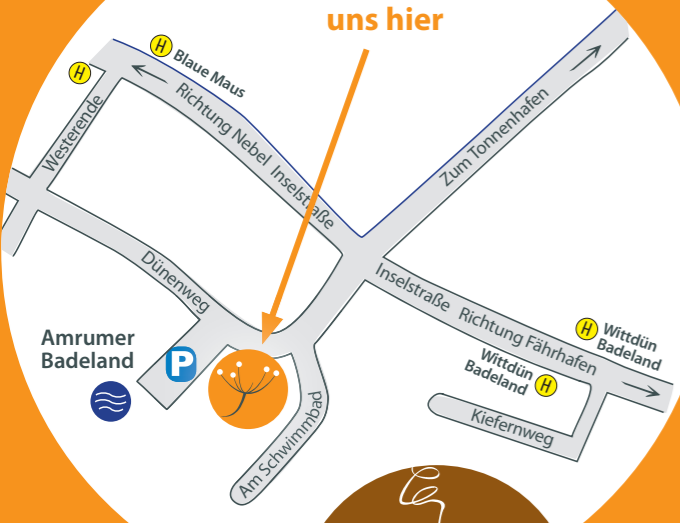 uns hier
H
Blaue Maus
H
Richtung Nebel Inselstraße
Zum Tonnenhafen
Westerende
Dünenweg
Inselstraße Richtung Fährhafen
H
Wittdün
Badeland
Wittdün
Badeland
H
Amrumer
Badeland
P
Kiefernweg
Am Schwimmbad